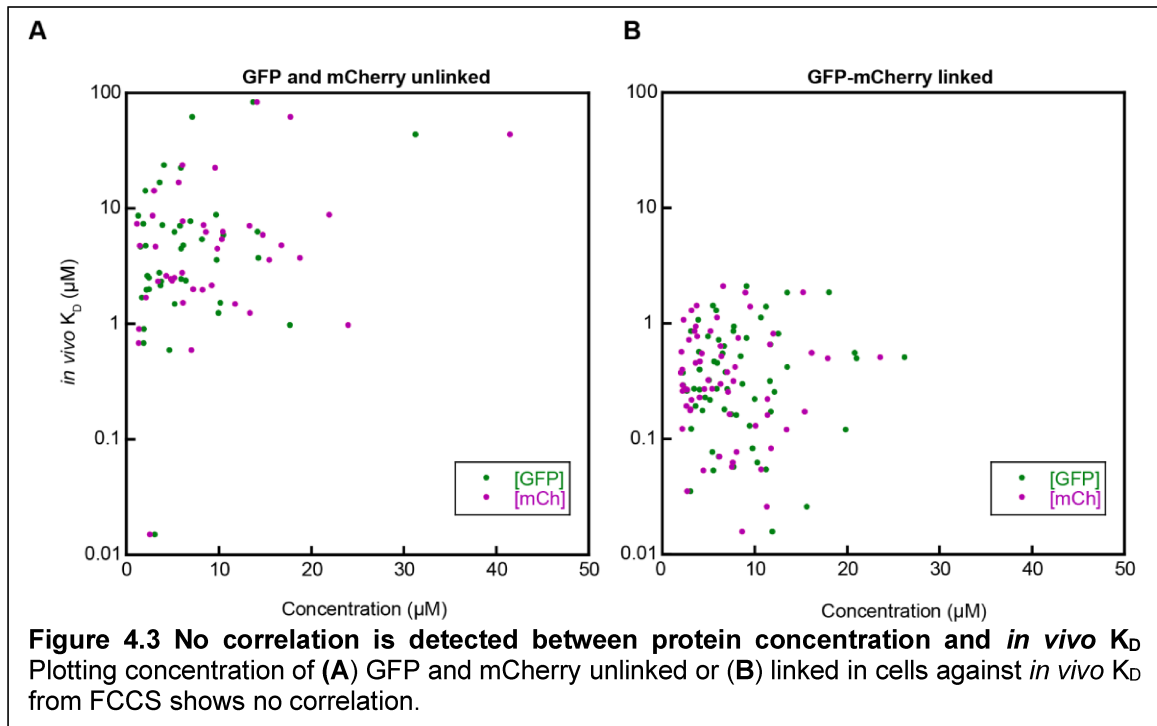 A
B
GFP and mCherry unlinked
GFP-mCherry linked
100
10
1
0.1
0.01
in vivo KD (µM)
[GFP]
[mCh]
0 10 20 30 40 50
Concentration (µM)
100
10
1
0.1
0.01
[GFP]
[mCh]
0 10 20 30 40 50
Concentration (µM)
Figure 4.3 No correlation is detected between protein concentration and in vivo KD
Plotting concentration of (A) GFP and mCherry unlinked or (B) linked in cells against in vivo KD
from FCCS shows no correlation.